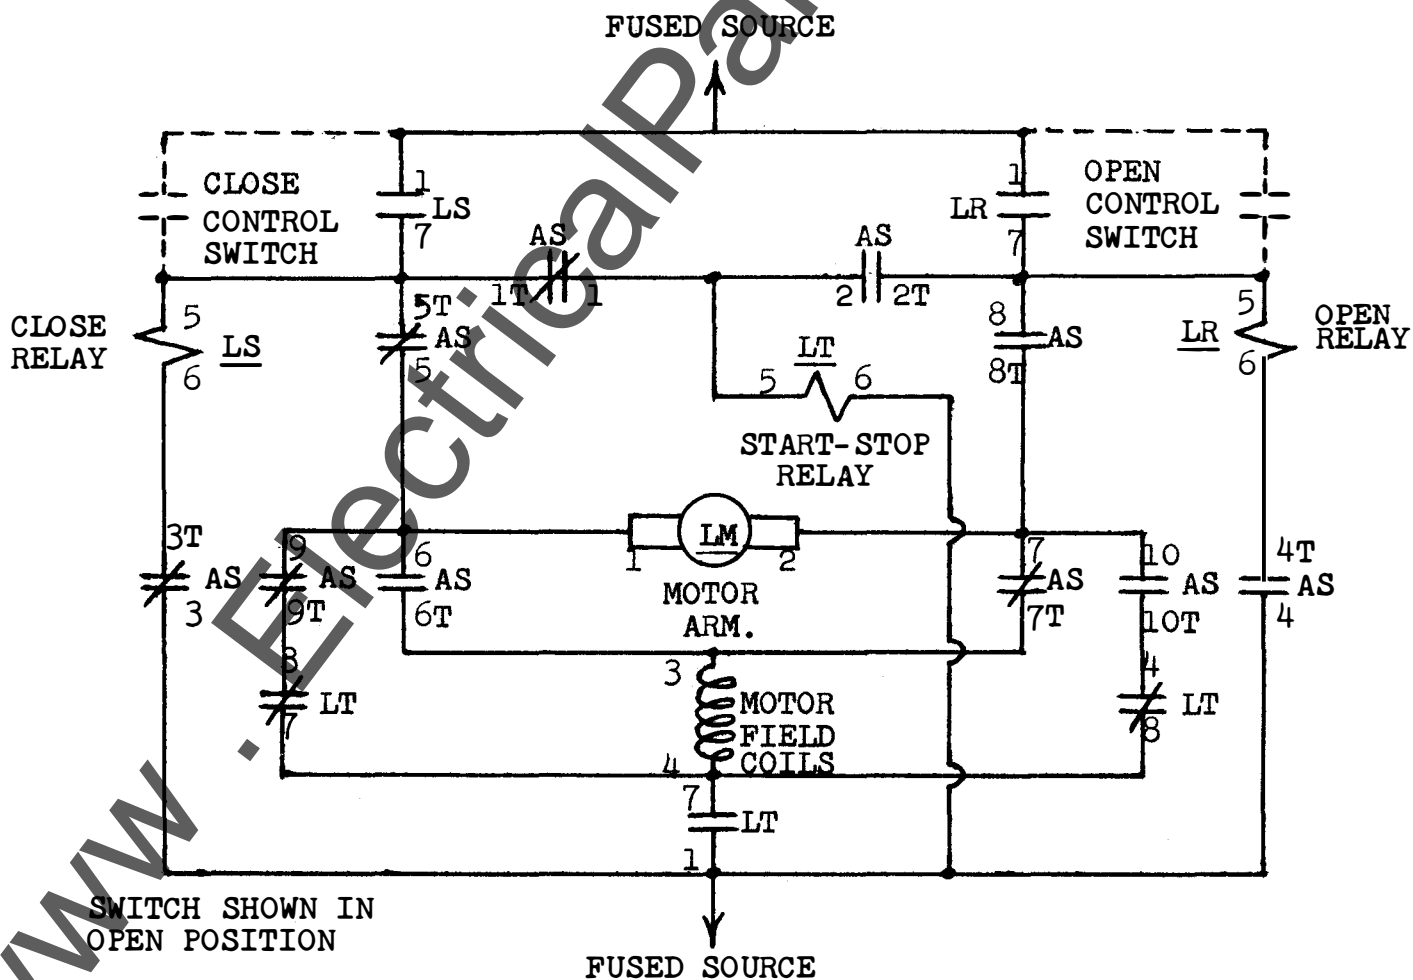 FUSED SOURCE
CLOSE
CONTROL
SWITCH
1
LS
7
1
LR
7
OPEN
CONTROL
SWITCH
AS
1T 1
AS
2 2T
CLOSE
RELAY
5
LS
6
5T
AS
5
LT
5 6
START-STOP
RELAY
8
AS
8T
5
LR
6
OPEN
RELAY
3T
AS
3
9
AS
9T
6
AS
6T
LM
1 2
MOTOR
ARM.
7
AS
7T
10
AS
10T
4T
AS
4
8
LT
7
3
MOTOR
FIELD
COILS
4
4
LT
8
7
LT
1
SWITCH SHOWN IN
OPEN POSITION
FUSED SOURCE
www.ElectricalPa